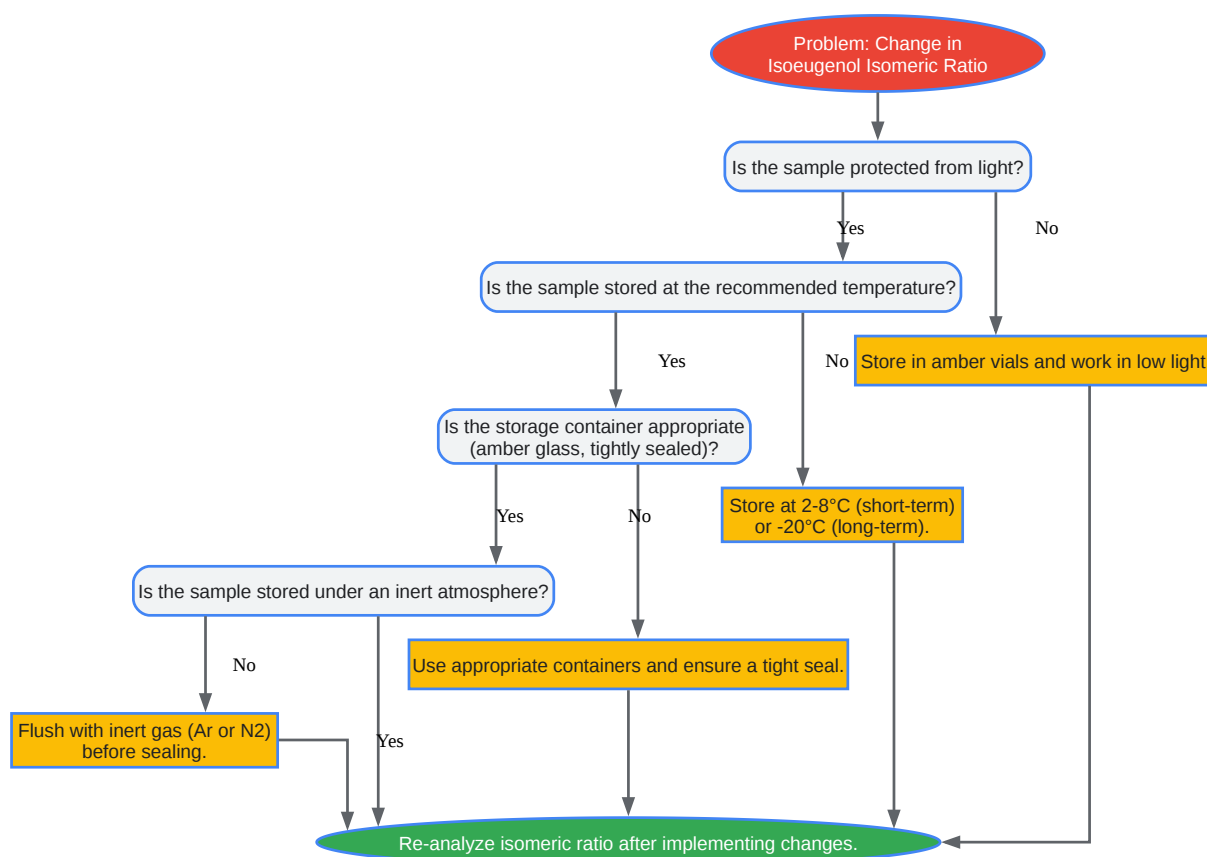 Problem: Change in
Isoeugenol Isomeric Ratio
Is the sample protected from light?
Yes
No
Is the sample stored at the recommended temperature?
Yes
No
Store in amber vials and work in low light
Is the storage container appropriate
(amber glass, tightly sealed)?
Yes
No
Store at 2-8°C (short-term)
or -20°C (long-term).
Is the sample stored under an inert atmosphere?
No
Yes
Use appropriate containers and ensure a tight seal.
Flush with inert gas (Ar or N2)
before sealing.
Re-analyze isomeric ratio after implementing changes.